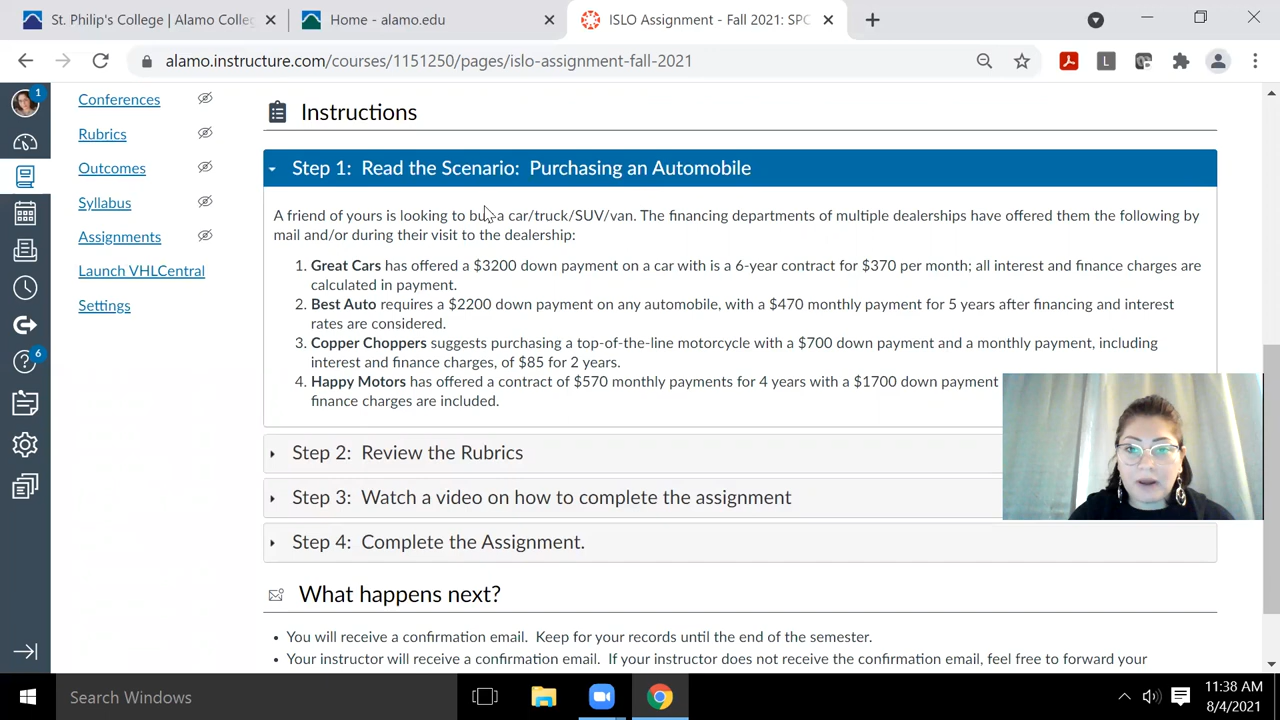 St. Philip's College | Alamo Colle
Home - alamo.edu
ISLO Assignment - Fall 2021: SPC
alamo.instructure.com/courses/1151250/pages/islo-assignment-fall-2021
L
1
Conferences
Rubrics
Outcomes
Syllabus
Assignments
Launch VHLCentral
Settings
6
Instructions
Step 1: Read the Scenario: Purchasing an Automobile
A friend of yours is looking to buy a car/truck/SUV/van. The financing departments of multiple dealerships have offered them the following by
mail and/or during their visit to the dealership:
1. Great Cars has offered a $3200 down payment on a car with is a 6-year contract for $370 per month; all interest and finance charges are
calculated in payment.
2. Best Auto requires a $2200 down payment on any automobile, with a $470 monthly payment for 5 years after financing and interest
rates are considered.
3. Copper Choppers suggests purchasing a top-of-the-line motorcycle with a $700 down payment and a monthly payment, including
interest and finance charges, of $85 for 2 years.
4. Happy Motors has offered a contract of $570 monthly payments for 4 years with a $1700 down payment
finance charges are included.
Step 2: Review the Rubrics
Step 3: Watch a video on how to complete the assignment
Step 4: Complete the Assignment.
What happens next?
• You will receive a confirmation email. Keep for your records until the end of the semester.
• Your instructor will receive a confirmation email. If your instructor does not receive the confirmation email, feel free to forward your
Search Windows
11:38 AM
8/4/2021